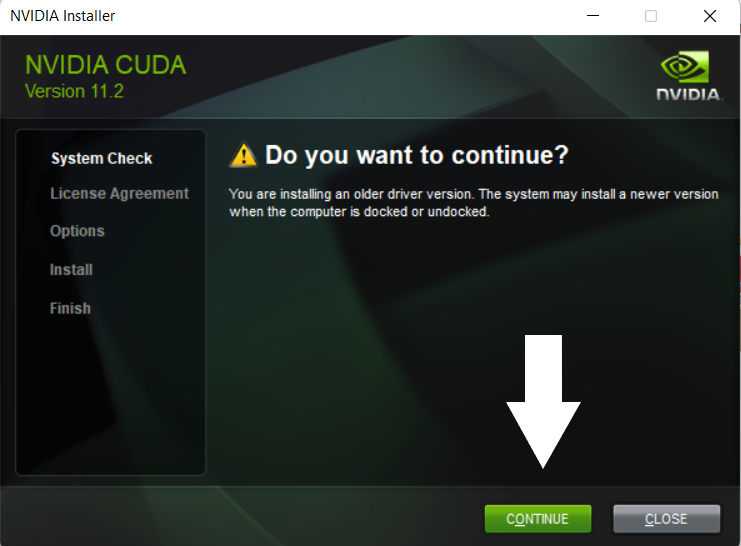 NVIDIA Installer
NVIDIA CUDA
Version 11.2
NVIDIA.
System Check
License Agreement
Options
Install
Finish
Do you want to continue?
You are installing an older driver version. The system may install a newer version
when the computer is docked or undocked.
CONTINUE
CLOSE